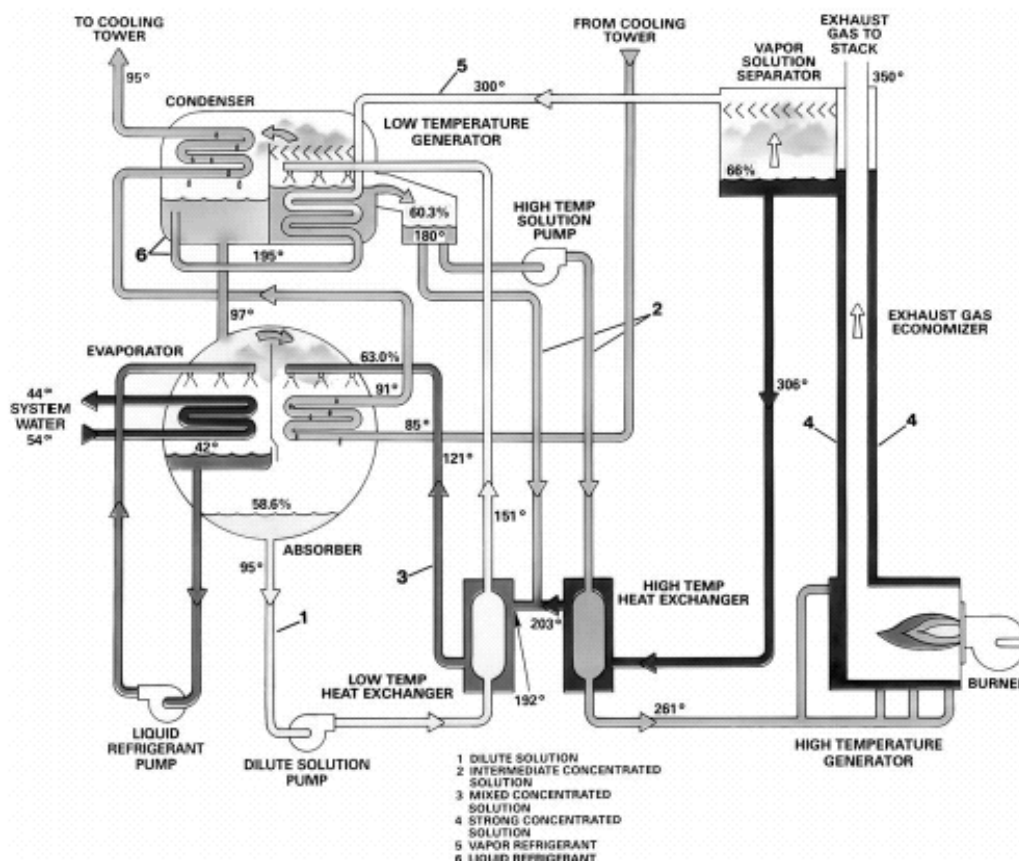 TO COOLING
TOWER
FROM COOLING
TOWER
EXHAUST
GAS TO
STACK
VAPOR
SOLUTION
SEPARATOR
95°
5
300°
350°
CONDENSER
LOW TEMPERATURE
GENERATOR
66%
60.3%
180°
HIGH TEMP
SOLUTION
PUMP
6
195°
2
97°
EXHAUST GAS
ECONOMIZER
EVAPORATOR
63.0%
91°
306°
44°
SYSTEM
WATER
54°
85°
4
4
42°
121°
58.6%
151°
ABSORBER
95°
3
HIGH TEMP
HEAT EXCHANGER
1
203°
LOW TEMP
HEAT EXCHANGER
192°
BURNER
261°
LIQUID
REFRIGERANT
PUMP
DILUTE SOLUTION
PUMP
HIGH TEMPERATURE
GENERATOR
1 DILUTE SOLUTION
2 INTERMEDIATE CONCENTRATED
SOLUTION
3 MIXED CONCENTRATED
SOLUTION
4 STRONG CONCENTRATED
SOLUTION
5 VAPOR REFRIGERANT
6 LIQUID REFRIGERANT